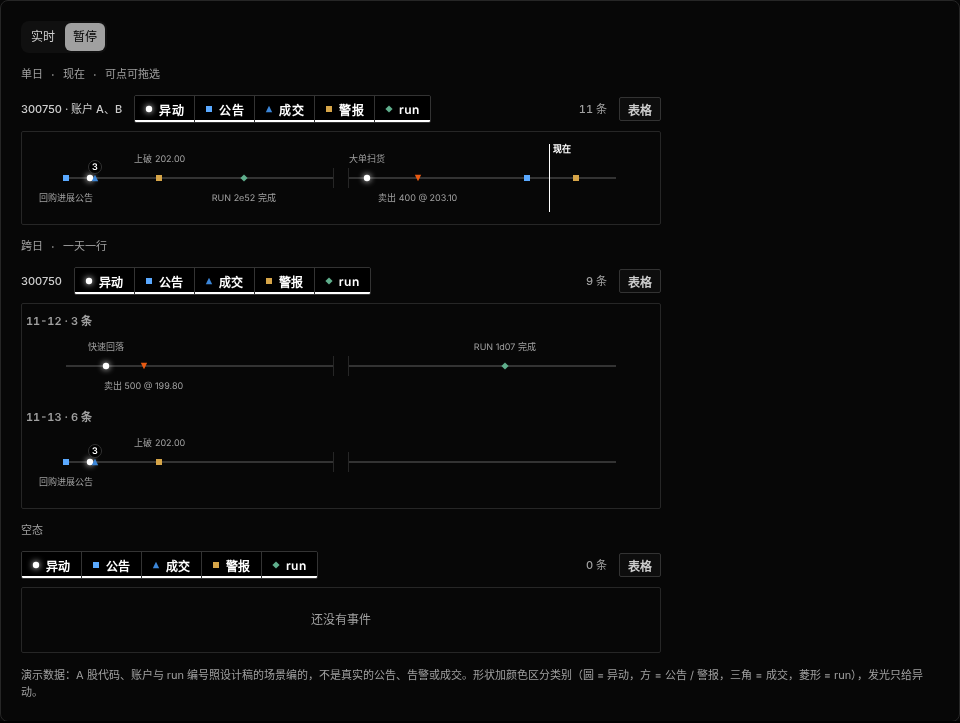 实时 暂停
单日 · 现在 · 可点可拖选
300750 · 账户 A、B 异动 公告 成交 警报 run 11 条 表格
现在
上破 202.00 大单扫货
3
回购进展公告 RUN 2e52 完成 卖出 400 @ 203.10
跨日 · 一天一行
300750 异动 公告 成交 警报 run 9 条 表格
11-12 · 3 条
快速回落 RUN 1d07 完成
卖出 500 @ 199.80
11-13 · 6 条
上破 202.00
3
回购进展公告
空态
异动 公告 成交 警报 run 0 条 表格
还没有事件
演示数据：A 股代码、账户与 run 编号照设计稿的场景编的，不是真实的公告、告警或成交。形状加颜色区分类别（圆 = 异动，方 = 公告 / 警报，三角 = 成交，菱形 = run），发光只给异
动。